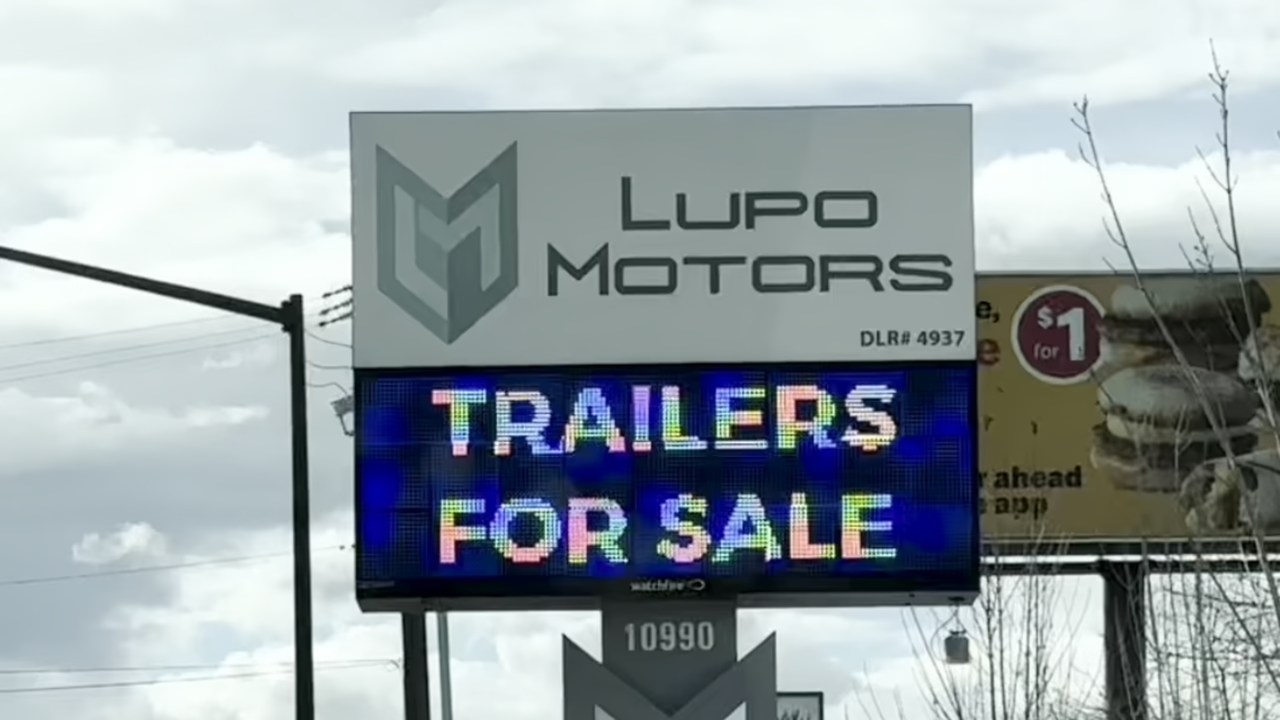 LUPO
MOTORS
DLR# 4937
TRAILERS
FOR SALE
watchfire
10990
$1
for
ahead
app